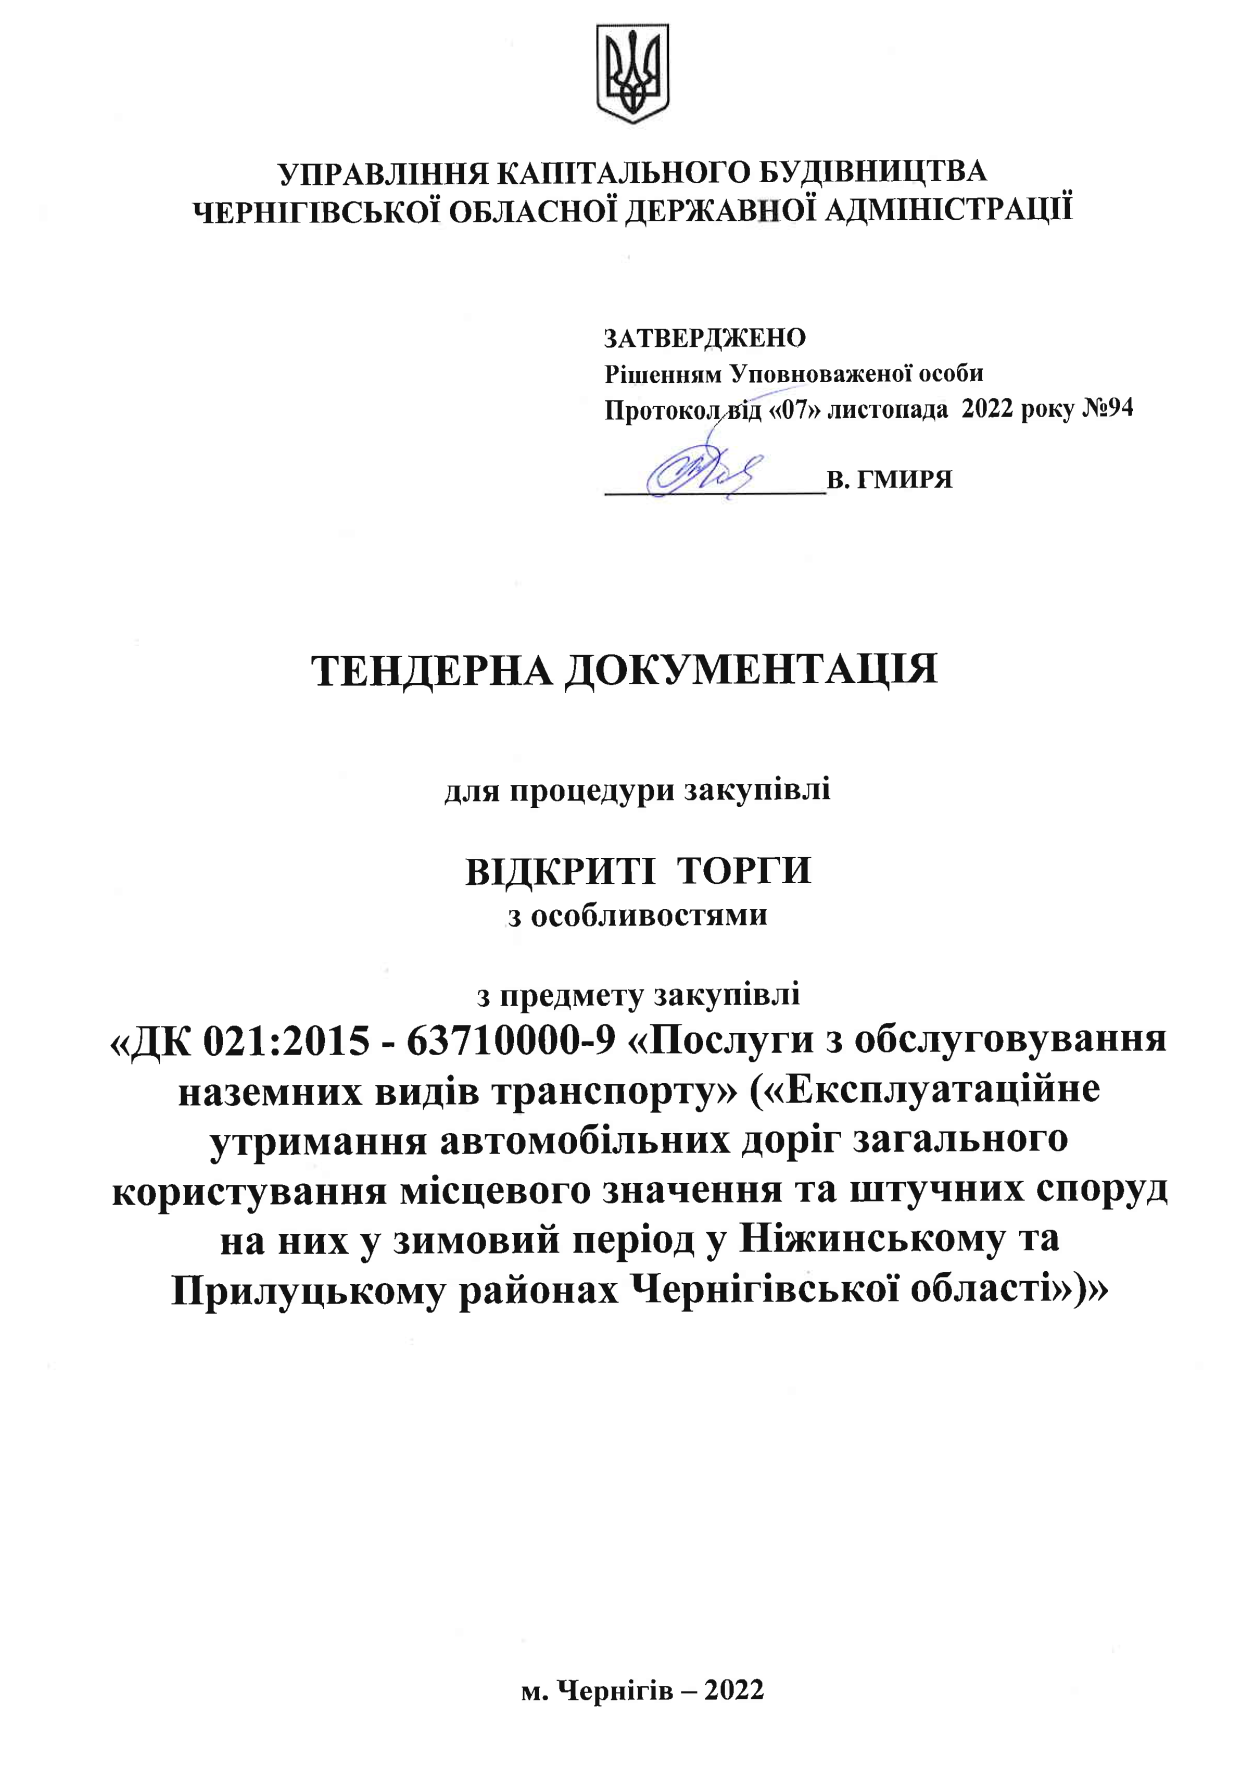 УПРАВЛІННЯ КАПІТАЛЬНОГО БУДІВНИЦТВА
ЧЕРНІГІВСЬКОЇ ОБЛАСНОЇ ДЕРЖАВНОЇ АДМІНІСТРАЦІЇ
ЗАТВЕРДЖЕНО
Рішенням Уповноваженої особи
Протокол від «07» листопада 2022 року №94
В. ГМИРЯ
ТЕНДЕРНА ДОКУМЕНТАЦІЯ
для процедури закупівлі
ВІДКРИТІ ТОРГИ
з особливостями
з предмету закупівлі
«ДК 021:2015 - 63710000-9 «Послуги з обслуговування
наземних видів транспорту» («Експлуатаційне
утримання автомобільних доріг загального
користування місцевого значення та штучних споруд
на них у зимовий період у Ніжинському та
Прилуцькому районах Чернігівської області»)»
м. Чернігів – 2022